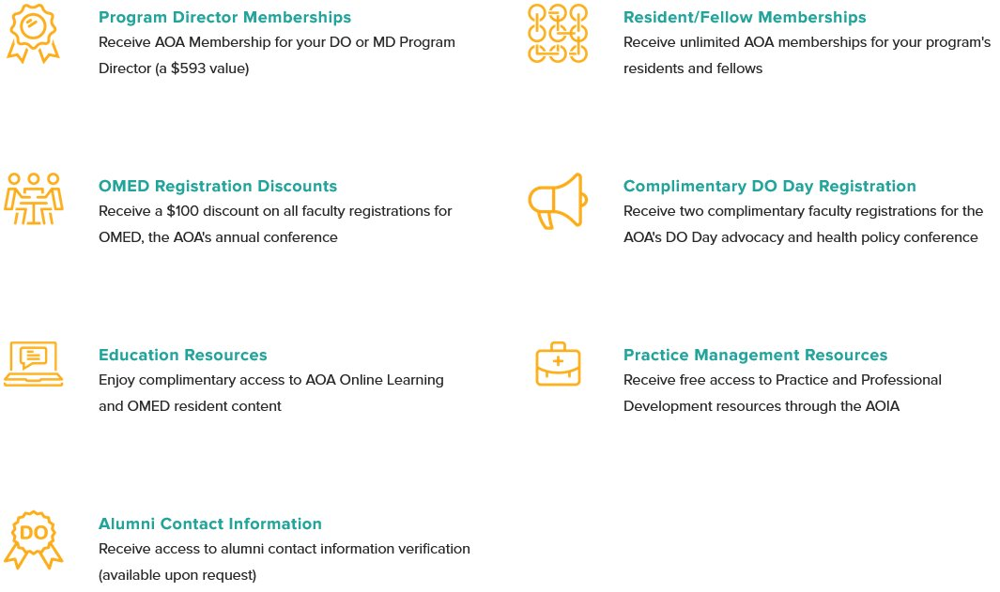 Program Director Memberships
Receive AOA Membership for your DO or MD Program
Director (a $593 value)
Resident/Fellow Memberships
Receive unlimited AOA memberships for your program's
residents and fellows
OMED Registration Discounts
Receive a $100 discount on all faculty registrations for
OMED, the AOA's annual conference
Complimentary DO Day Registration
Receive two complimentary faculty registrations for the
AOA's DO Day advocacy and health policy conference
Education Resources
Enjoy complimentary access to AOA Online Learning
and OMED resident content
Practice Management Resources
Receive free access to Practice and Professional
Development resources through the AOIA
DO
Alumni Contact Information
Receive access to alumni contact information verification
(available upon request)